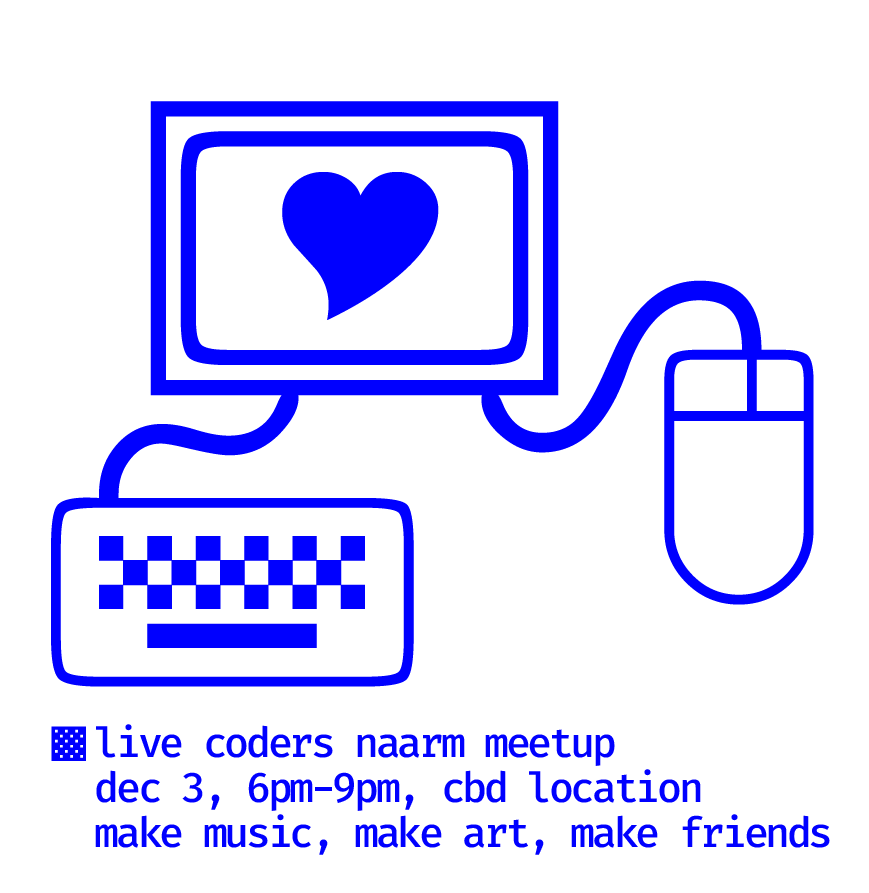 live coders naarm meetup
dec 3, 6pm-9pm, cbd location
make music, make art, make friends